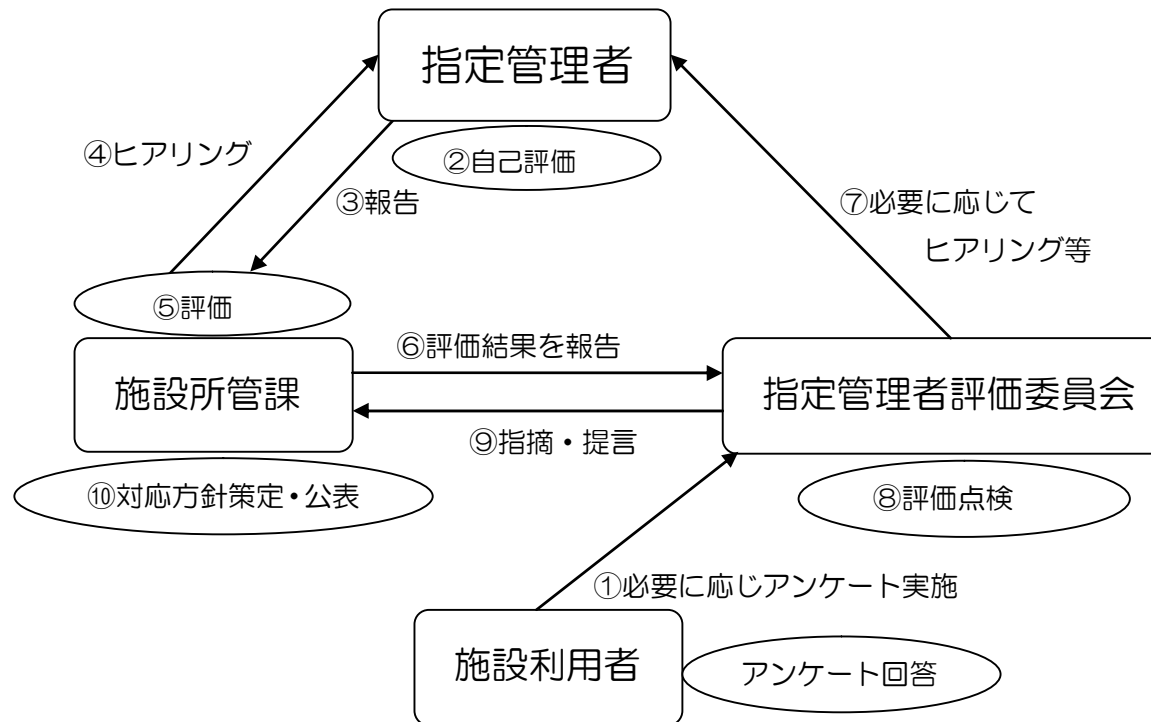 指定管理者
④ヒアリング
②自己評価
③報告
⑦必要に応じて
ヒアリング等
⑤評価
⑥評価結果を報告
施設所管課
指定管理者評価委員会
⑨指摘・提言
⑩対応方針策定・公表
⑧評価点検
①必要に応じアンケート実施
施設利用者
アンケート回答